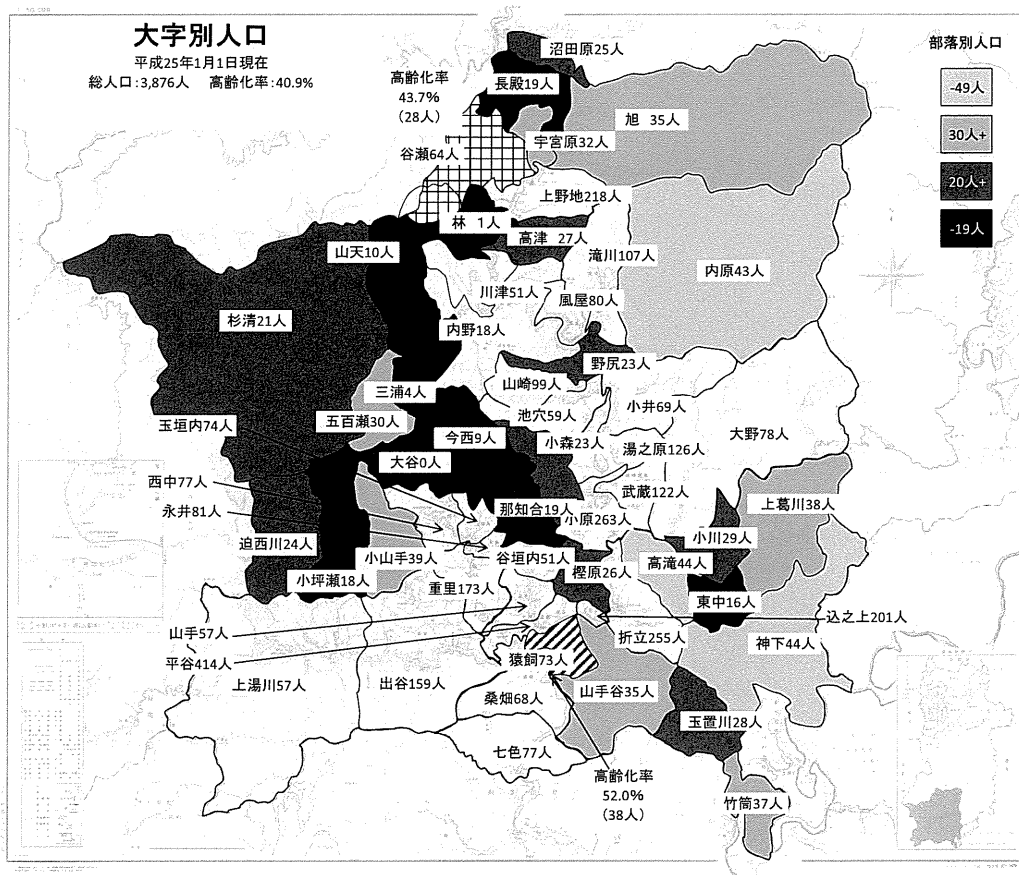 大字別人口
平成25年1月1日現在
総人口:3,876人 高齢化率:40.9%
部落別人口
-49人
30人+
20人+
-19人
沼田原25人
長殿19人
高齢化率
43.7%
(28人)
旭 35人
宇宮原32人
谷瀬64人
上野地218人
林 1人
高津 27人
山天10人
滝川107人
内原43人
川津51人
風屋80人
杉清21人
内野18人
野尻23人
山崎99人
三浦4人
小井69人
池穴59人
五百瀬30人
玉垣内74人
今西9人
小森23人
大野78人
湯之原126人
大谷0人
西中77人
武蔵122人
上葛川38人
永井81人
那知合19人
小原263人
小川29人
迫西川24人
小山手39人
谷垣内51人
高滝44人
樫原26人
小坪瀬18人
重里173人
東中16人
込之上201人
山手57人
折立255人
神下44人
平谷414人
猿飼73人
上湯川57人
出谷159人
山手谷35人
桑畑68人
玉置川28人
七色77人
高齢化率
52.0%
(38人)
竹筒37人